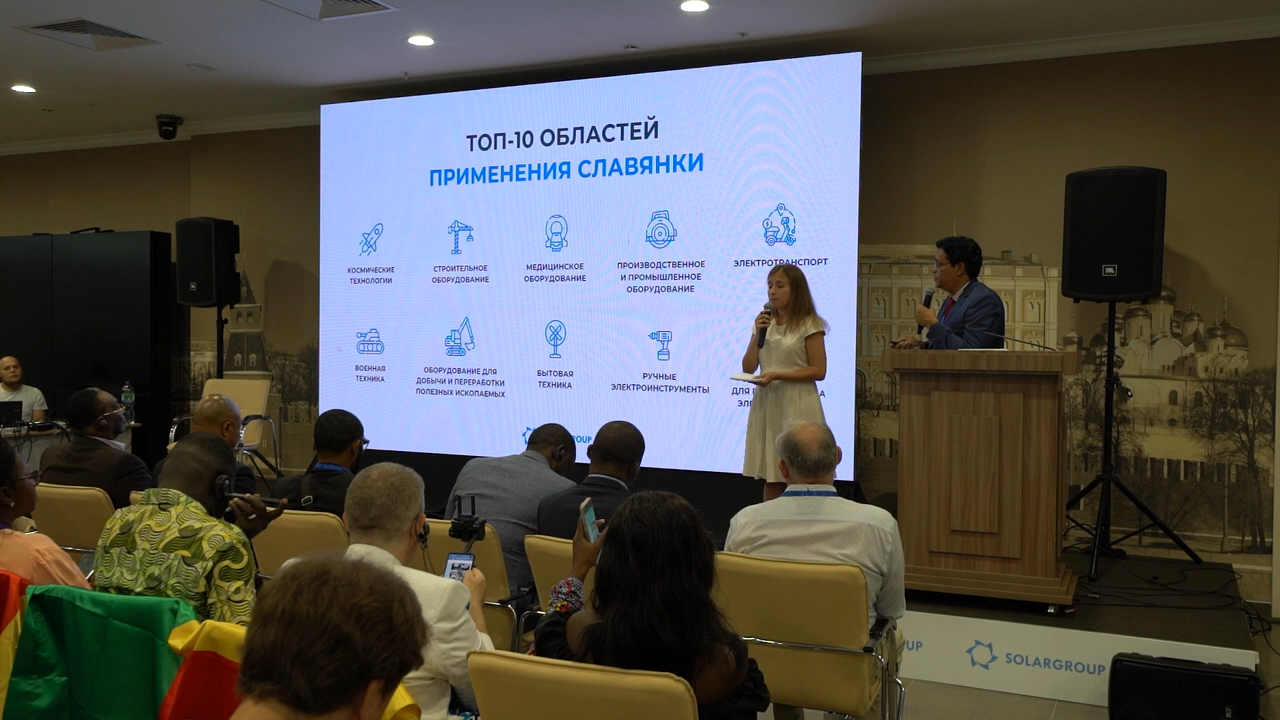 ТОП-10 ОБЛАСТЕЙ
ПРИМЕНЕНИЯ СЛАВЯНКИ
КОСМИЧЕСКИЕ
ТЕХНОЛОГИИ
СТРОИТЕЛЬНОЕ
ОБОРУДОВАНИЕ
МЕДИЦИНСКОЕ
ОБОРУДОВАНИЕ
ПРОИЗВОДСТВЕННОЕ
И ПРОМЫШЛЕННОЕ
ОБОРУДОВАНИЕ
ЭЛЕКТРОТРАНСПОРТ
ВОЕННАЯ
ТЕХНИКА
ОБОРУДОВАНИЕ ДЛЯ
ДОБЫЧИ И ПЕРЕРАБОТКИ
ПОЛЕЗНЫХ ИСКОПАЕМЫХ
БЫТОВАЯ
ТЕХНИКА
РУЧНЫЕ
ЭЛЕКТРОИНСТРУМЕНТЫ
ДЛЯ
JBL
SOLARGROUP